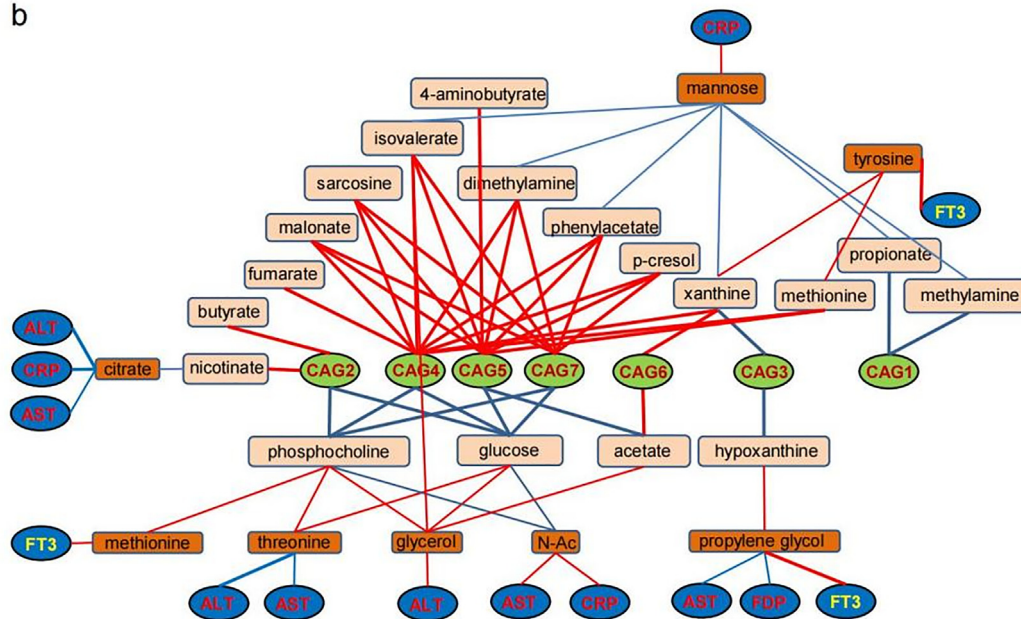 b
CRP
mannose
4-aminobutyrate
isovalerate
tyrosine
sarcosine
dimethylamine
FT3
malonate
phenylacetate
propionate
p-cresol
fumarate
xanthine
methionine
methylamine
butyrate
ALT
CRP
citrate
nicotinate
CAG2
CAG4
CAG5
CAG7
CAG6
CAG3
CAG1
AST
phosphocholine
glucose
acetate
hypoxanthine
FT3
methionine
threonine
glycerol
N-Ac
propylene glycol
ALT
AST
ALT
AST
CRP
AST
FDP
FT3